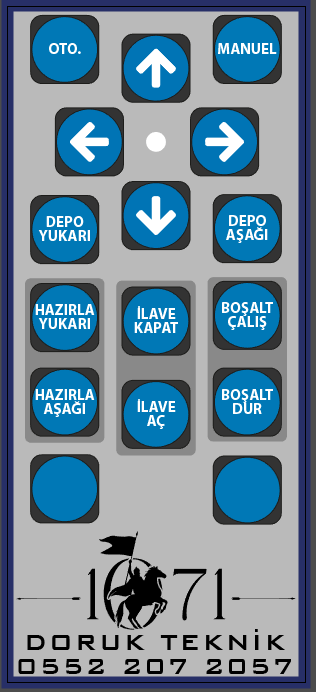 OTO.
MANUEL
DEPO
YUKARI
DEPO
AŞAĞI
HAZIRLA
YUKARI
İLAVE
KAPAT
BOŞALT
ÇALIŞ
HAZIRLA
AŞAĞI
İLAVE
AÇ
BOŞALT
DUR
1071
DORUK TEKNİK
0552 207 2057